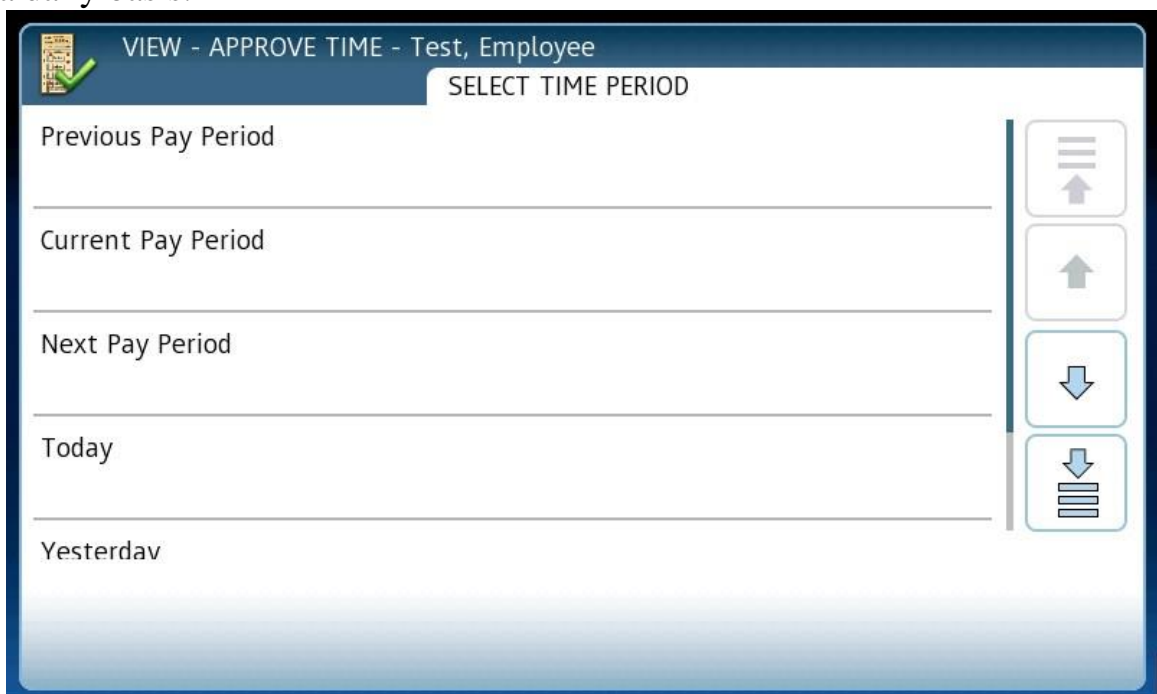 basis.
VIEW - APPROVE TIME - Test, Employee
SELECT TIME PERIOD
Previous Pay Period
Current Pay Period
Next Pay Period
Today
Yesterday